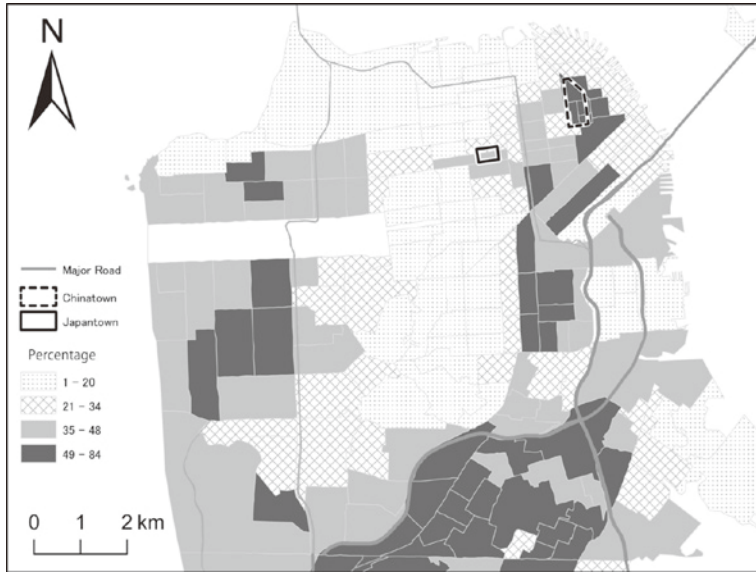 N
Major Road
Chinatown
Japantown
Percentage
1 – 20
21 – 34
35 – 48
49 – 84
0 1 2 km